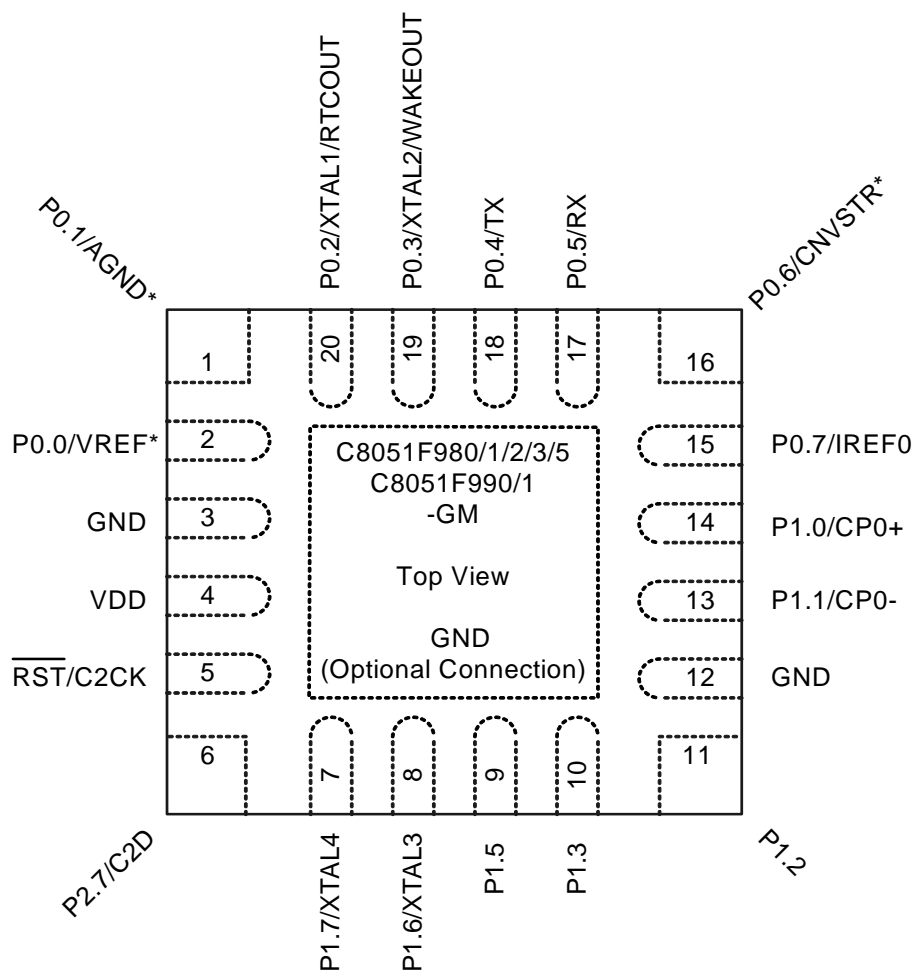 P0.2/XTAL1/RTCOUT
P0.3/XTAL2/WAKEOUT
P0.4/TX
P0.5/RX
P0.1/AGND*
P0.6/CNVSTR*
1
20
19
18
17
16
P0.0/VREF*
2
15
P0.7/IREF0
GND
3
14
P1.0/CP0+
VDD
4
13
P1.1/CP0-
RST/C2CK
5
12
GND
C8051F980/1/2/3/5
C8051F990/1
-GM
Top View
GND
(Optional Connection)
6
7
8
9
10
11
P2.7/C2D
P1.7/XTAL4
P1.6/XTAL3
P1.5
P1.3
P1.2